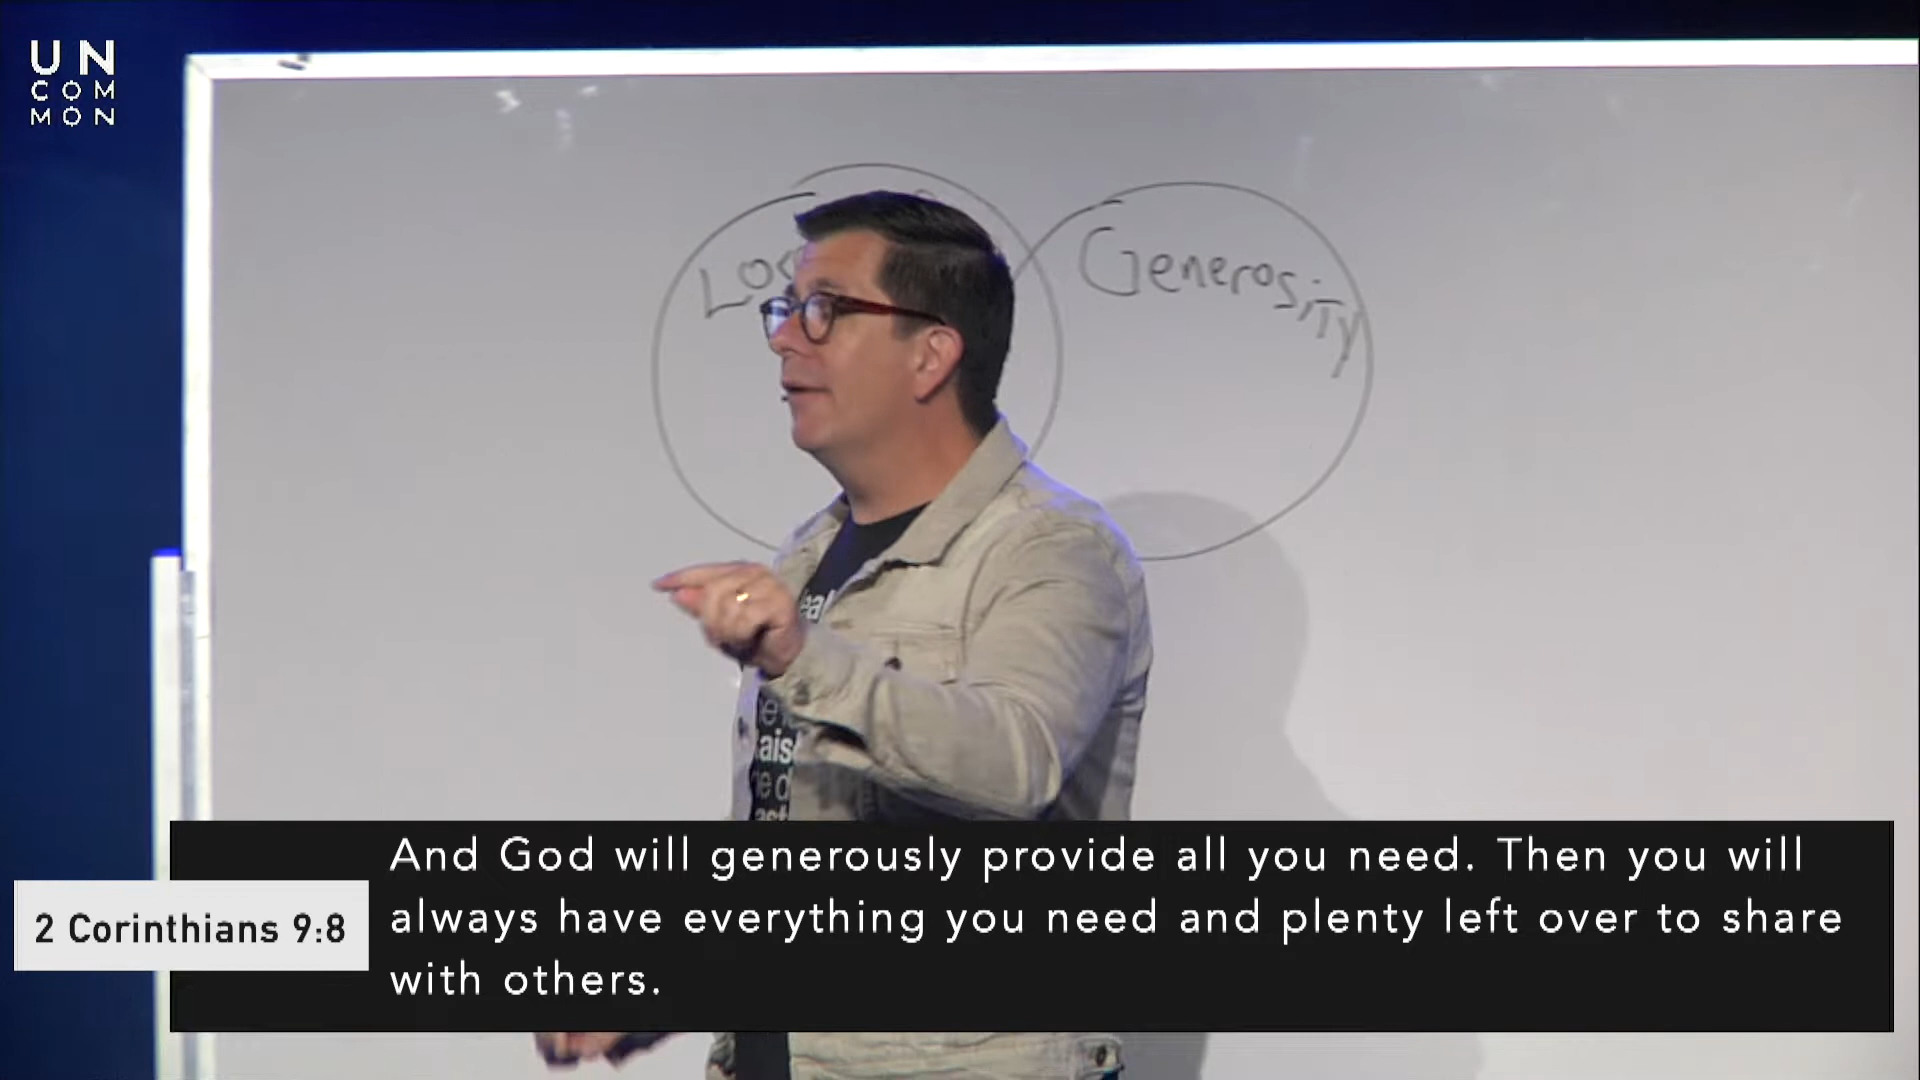 UN
COM
MON
Generosity
And God will generously provide all you need. Then you will
always have everything you need and plenty left over to share
with others.
2 Corinthians 9:8